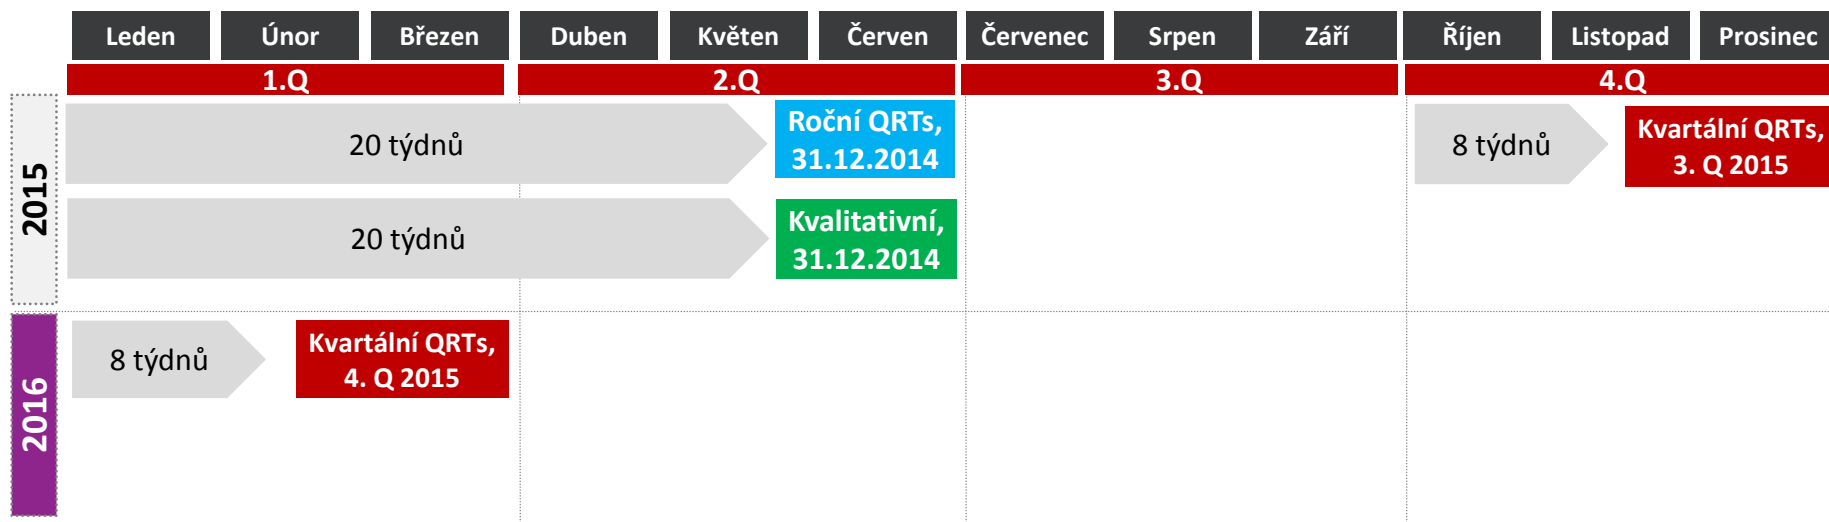 Leden Únor Březen Duben Květen Červen Červenec Srpen Září Říjen Listopad Prosinec
1.Q 2.Q 3.Q 4.Q
2015
20 týdnů
Roční QRTs,
31.12.2014
8 týdnů
Kvartální QRTs,
3. Q 2015
20 týdnů
Kvalitativní,
31.12.2014
2016
8 týdnů
Kvartální QRTs,
4. Q 2015